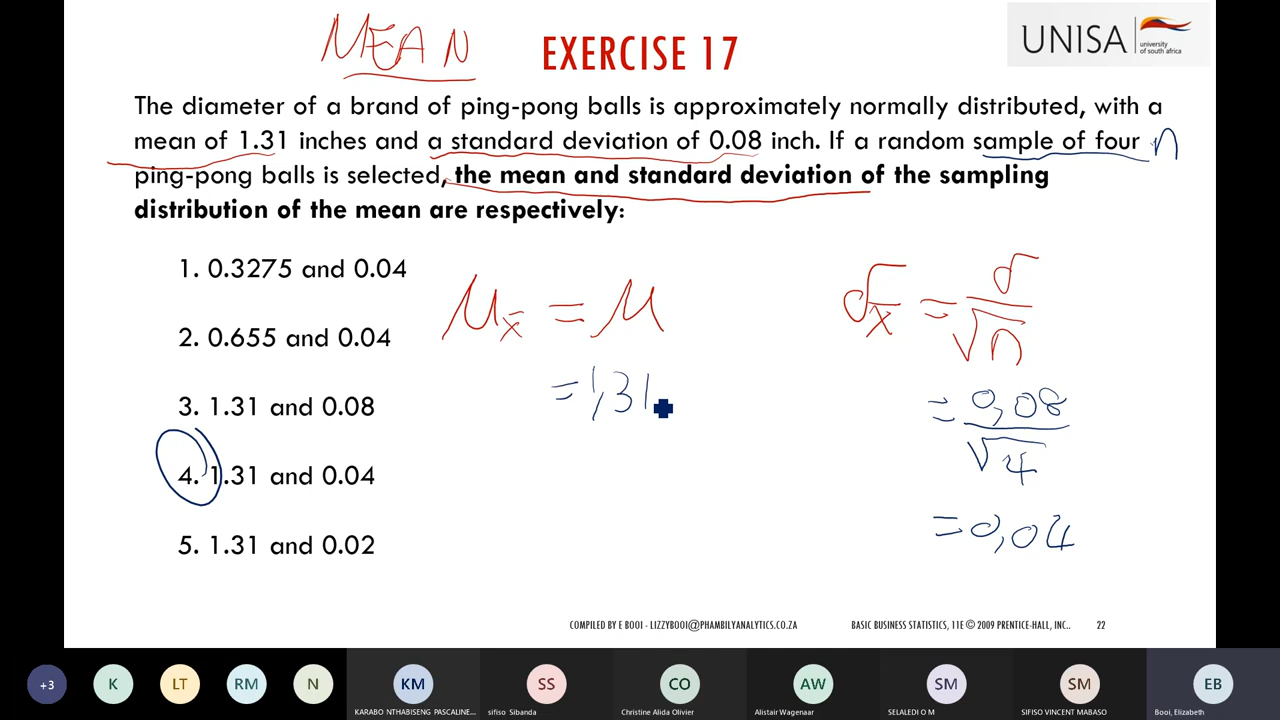 MEAN
EXERCISE 17
UNISA university of south africa
The diameter of a brand of ping-pong balls is approximately normally distributed, with a
mean of 1.31 inches and a standard deviation of 0.08 inch. If a random sample of four n
ping-pong balls is selected, the mean and standard deviation of the sampling
distribution of the mean are respectively:
1. 0.3275 and 0.04
2. 0.655 and 0.04
3. 1.31 and 0.08
4. 1.31 and 0.04
5. 1.31 and 0.02
μx̄ = μ
= 1,31
σx̄ = σ/√n
= 0,08/√4
= 0,04
COMPILED BY E BOOI - LIZZYBOOI@PHAMBILYANALYTICS.CO.ZA BASIC BUSINESS STATISTICS, 11E © 2009 PRENTICE-HALL, INC.. 22
+3 K LT RM N KM SS CO AW SM SM EB
KARABO NTHABISENG PASCALINE... sifiso Sibanda Christine Alida Olivier Alistair Wagenaar SELALEDI O M SIFISO VINCENT MABASO Booi, Elizabeth